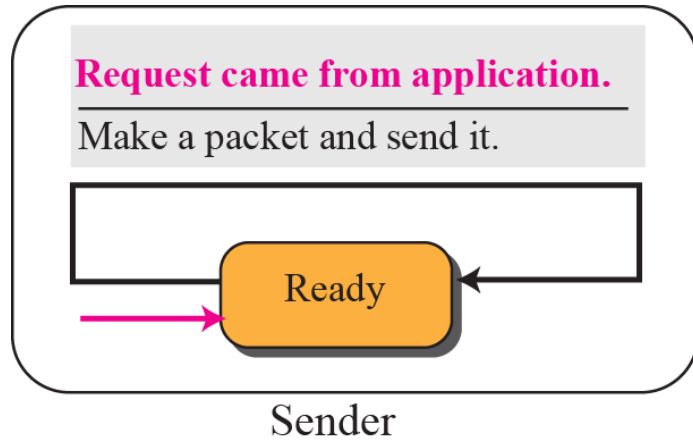 Request came from application.
Make a packet and send it.
Ready
Sender